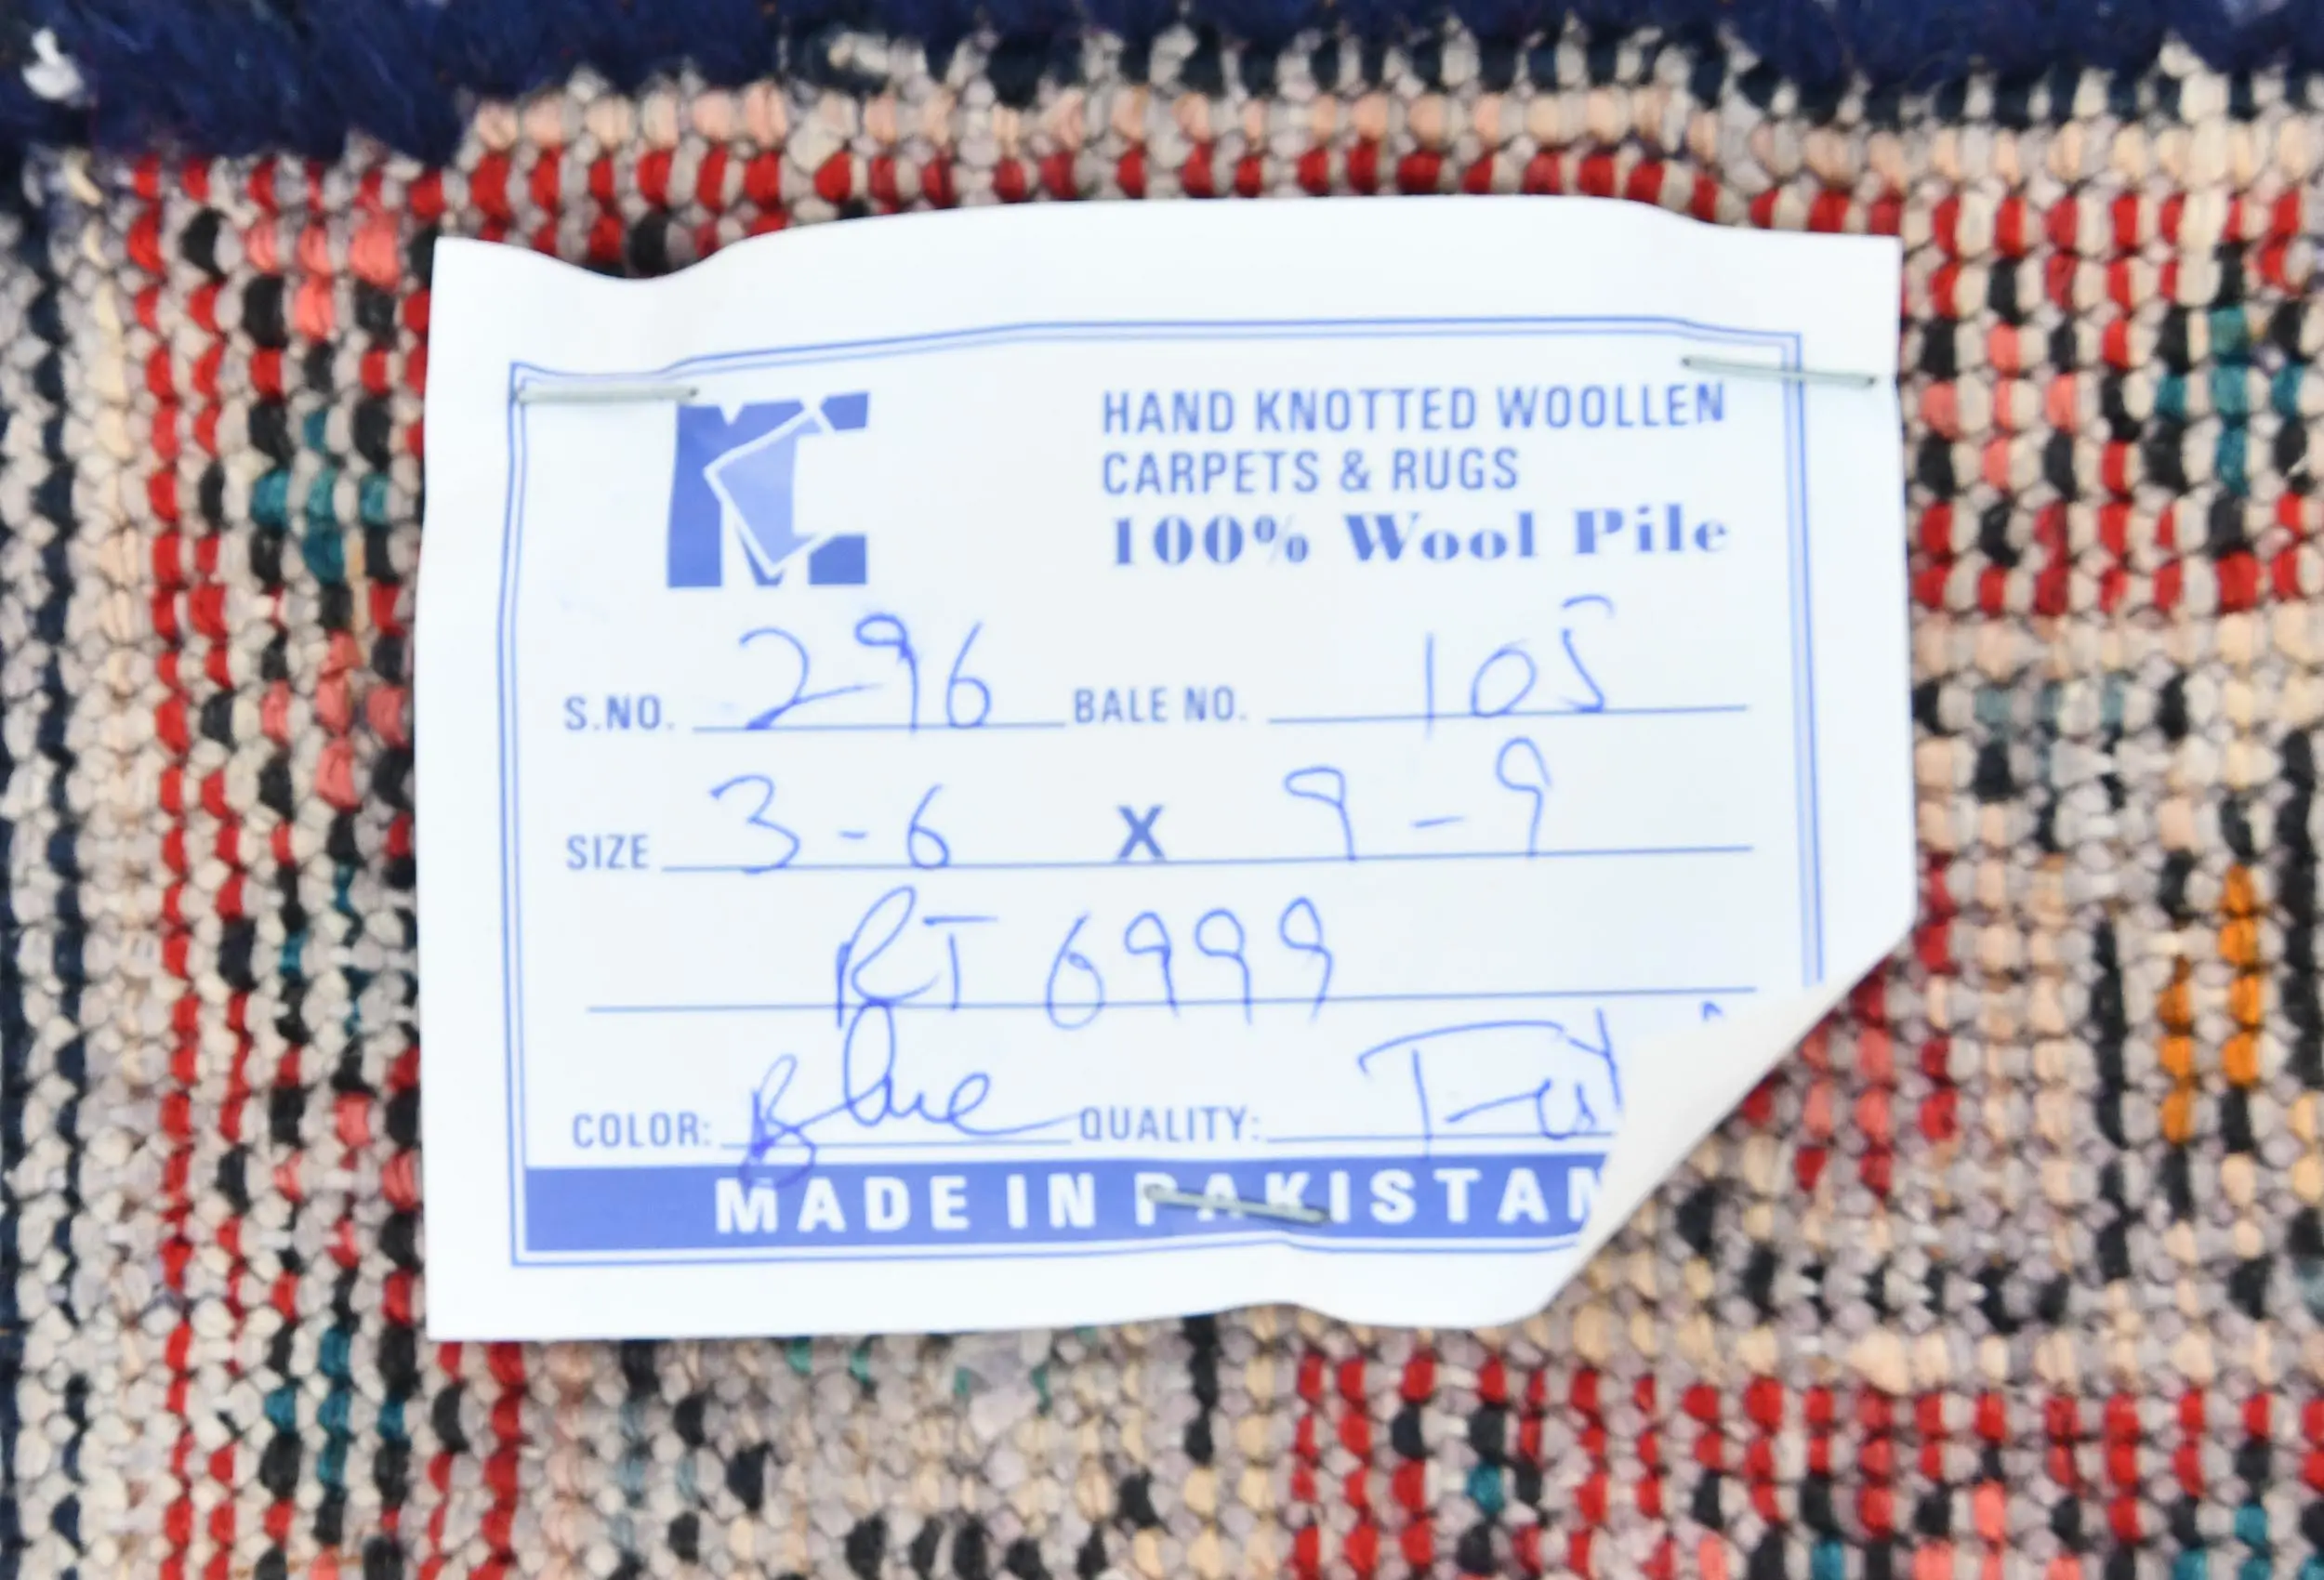 MC
HAND KNOTTED WOOLLEN
CARPETS & RUGS
100% Wool Pile
S.NO. 296 BALE NO. 105
SIZE 3-6 X 9-9
RT 6999
COLOR: Blue QUALITY:
MADE IN PAKISTAN